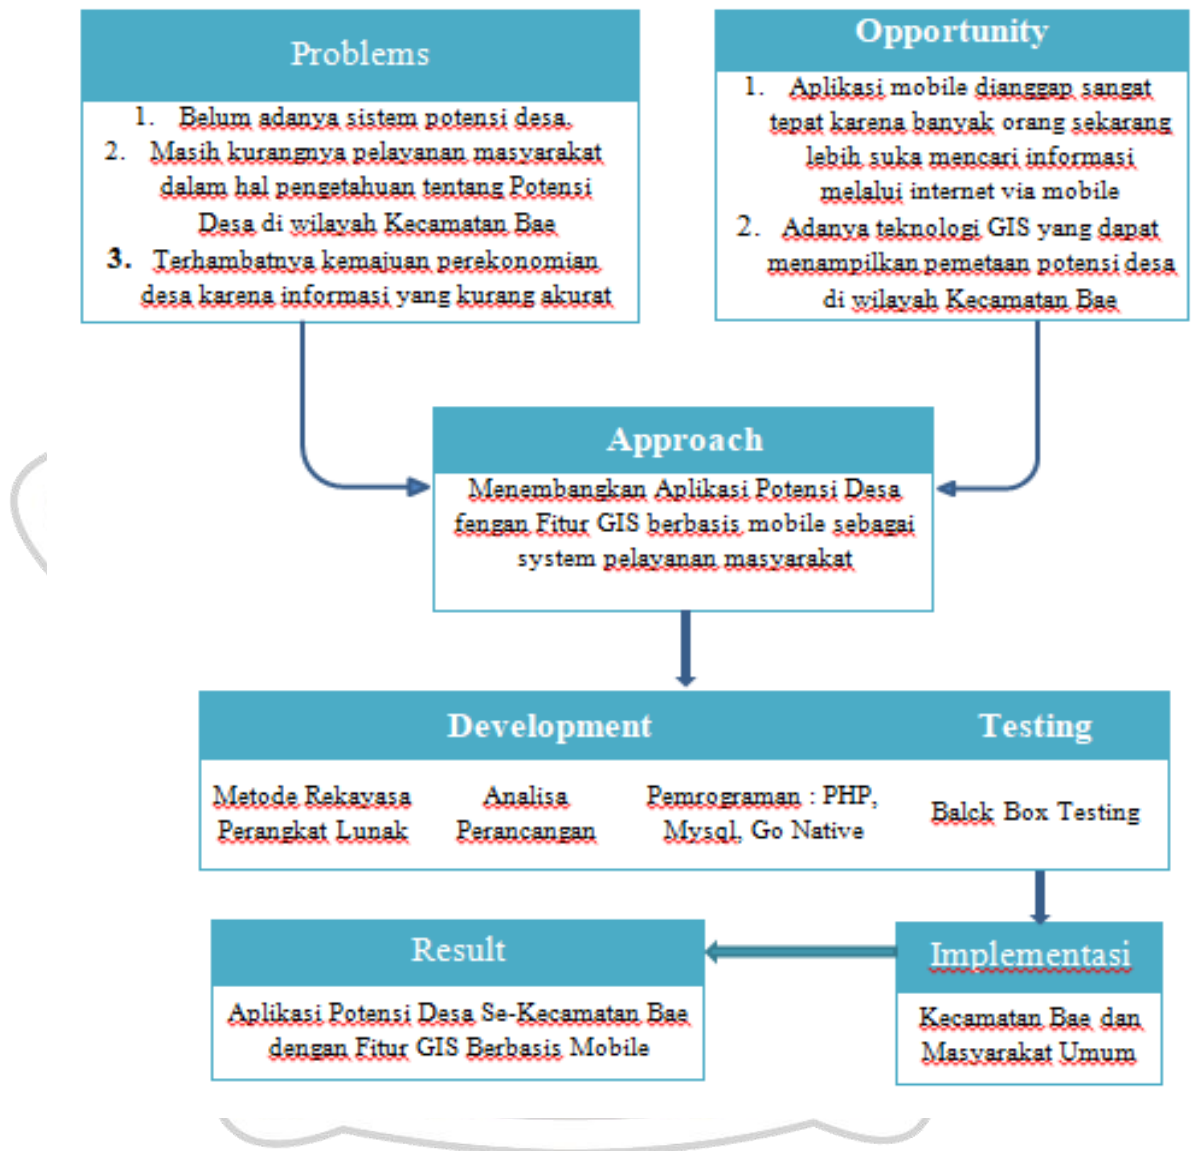 Problems
1. Belum adanya sistem potensi desa.
2. Masih kurangnya pelayanan masyarakat
dalam hal pengetahuan tentang Potensi
Desa di wilayah Kecamatan Bae
3. Terhambatnya kemajuan perekonomian
desa karena informasi yang kurang akurat
Opportunity
1. Aplikasi mobile dianggap sangat
tepat karena banyak orang sekarang
lebih suka mencari informasi
melalui internet via mobile
2. Adanya teknologi GIS yang dapat
menampilkan pemetaan potensi desa
di wilayah Kecamatan Bae
Approach
Menembangkan Aplikasi Potensi Desa
fengan Fitur GIS berbasis mobile sebagai
system pelayanan masyarakat
Development
Testing
Metode Rekayasa
Perangkat Lunak
Analisa
Perancangan
Pemrograman : PHP,
Mysql, Go Native
Balck Box Testing
Result
Aplikasi Potensi Desa Se-Kecamatan Bae
dengan Fitur GIS Berbasis Mobile
Implementasi
Kecamatan Bae dan
Masyarakat Umum